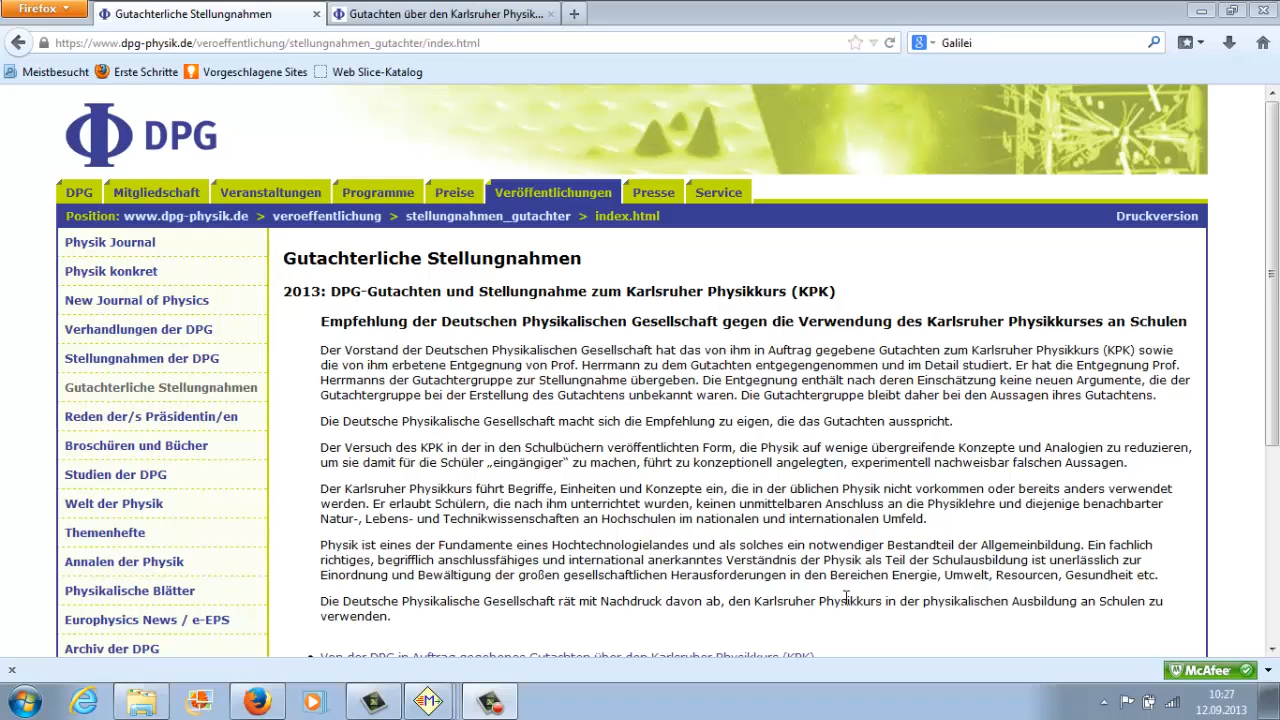 Firefox
Gutachterliche Stellungnahmen
Gutachten über den Karlsruher Physik...
https://www.dpg-physik.de/veroeffentlichung/stellungnahmen_gutachter/index.html
Galilei
Meistbesucht
Erste Schritte
Vorgeschlagene Sites
Web Slice-Katalog
DPG
DPG
Mitgliedschaft
Veranstaltungen
Programme
Preise
Veröffentlichungen
Presse
Service
Position: www.dpg-physik.de > veroeffentlichung > stellungnahmen_gutachter > index.html
Druckversion
Physik Journal
Physik konkret
New Journal of Physics
Verhandlungen der DPG
Stellungnahmen der DPG
Gutachterliche Stellungnahmen
Reden der/s Präsidentin/en
Broschüren und Bücher
Studien der DPG
Welt der Physik
Themenhefte
Annalen der Physik
Physikalische Blätter
Europhysics News / e-EPS
Archiv der DPG
Gutachterliche Stellungnahmen
2013: DPG-Gutachten und Stellungnahme zum Karlsruher Physikkurs (KPK)
Empfehlung der Deutschen Physikalischen Gesellschaft gegen die Verwendung des Karlsruher Physikkurses an Schulen
Der Vorstand der Deutschen Physikalischen Gesellschaft hat das von ihm in Auftrag gegebene Gutachten zum Karlsruher Physikkurs (KPK) sowie
die von ihm erbetene Entgegnung von Prof. Herrmann zu dem Gutachten entgegengenommen und im Detail studiert. Er hat die Entgegnung Prof.
Herrmanns der Gutachtergruppe zur Stellungnahme übergeben. Die Entgegnung enthält nach deren Einschätzung keine neuen Argumente, die der
Gutachtergruppe bei der Erstellung des Gutachtens unbekannt waren. Die Gutachtergruppe bleibt daher bei den Aussagen ihres Gutachtens.
Die Deutsche Physikalische Gesellschaft macht sich die Empfehlung zu eigen, die das Gutachten ausspricht.
Der Versuch des KPK in der in den Schulbüchern veröffentlichten Form, die Physik auf wenige übergreifende Konzepte und Analogien zu reduzieren,
um sie damit für die Schüler „eingängiger“ zu machen, führt zu konzeptionell angelegten, experimentell nachweisbar falschen Aussagen.
Der Karlsruher Physikkurs führt Begriffe, Einheiten und Konzepte ein, die in der üblichen Physik nicht vorkommen oder bereits anders verwendet
werden. Er erlaubt Schülern, die nach ihm unterrichtet wurden, keinen unmittelbaren Anschluss an die Physiklehre und diejenige benachbarter
Natur-, Lebens- und Technikwissenschaften an Hochschulen im nationalen und internationalen Umfeld.
Physik ist eines der Fundamente eines Hochtechnologielandes und als solches ein notwendiger Bestandteil der Allgemeinbildung. Ein fachlich
richtiges, begrifflich anschlussfähiges und international anerkanntes Verständnis der Physik als Teil der Schulausbildung ist unerlässlich zur
Einordnung und Bewältigung der großen gesellschaftlichen Herausforderungen in den Bereichen Energie, Umwelt, Resourcen, Gesundheit etc.
Die Deutsche Physikalische Gesellschaft rät mit Nachdruck davon ab, den Karlsruher Physikkurs in der physikalischen Ausbildung an Schulen zu
verwenden.
Von der DPG in Auftrag gegebenes Gutachten über den Karlsruher Physikkurs (KPK)
McAfee
10:27
12.09.2013